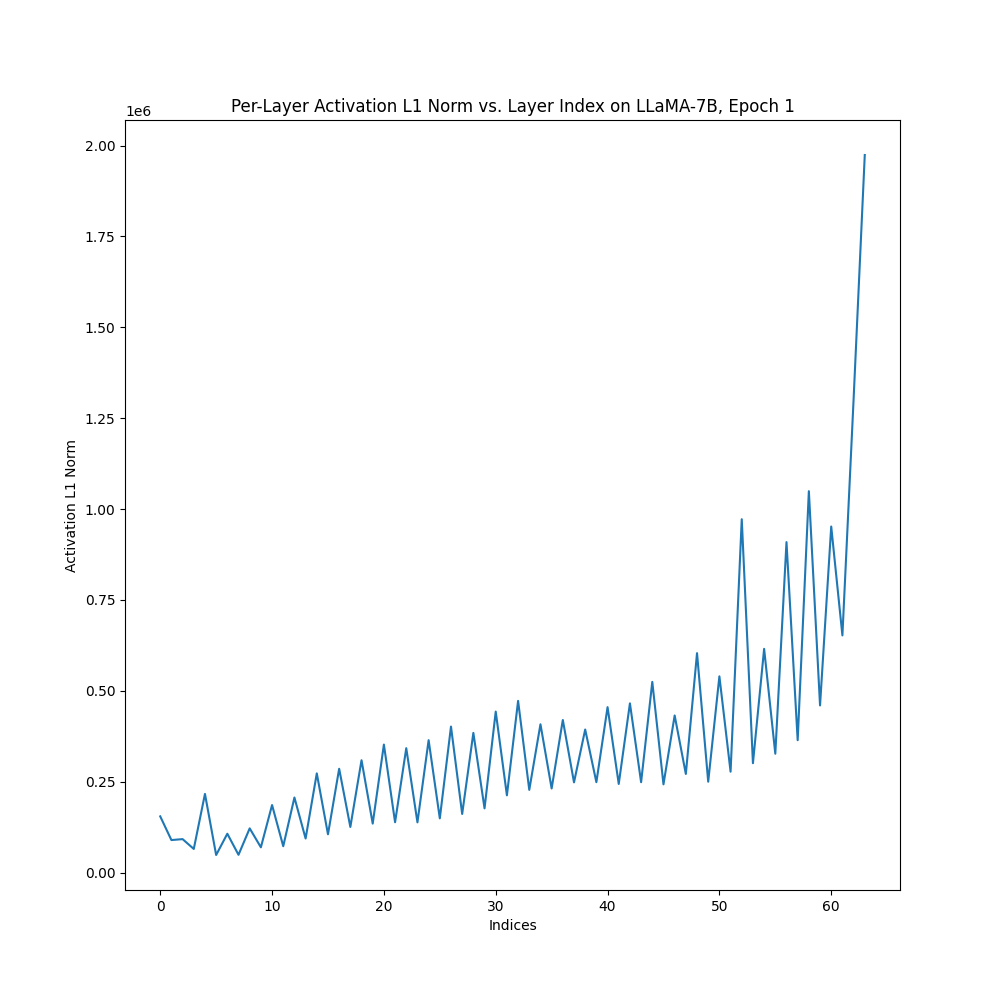 Per-Layer Activation L1 Norm vs. Layer Index on LLaMA-7B, Epoch 1
1e6
2.00
1.75
1.50
1.25
1.00
0.75
0.50
0.25
0.00
Activation L1 Norm
0 10 20 30 40 50 60
Indices